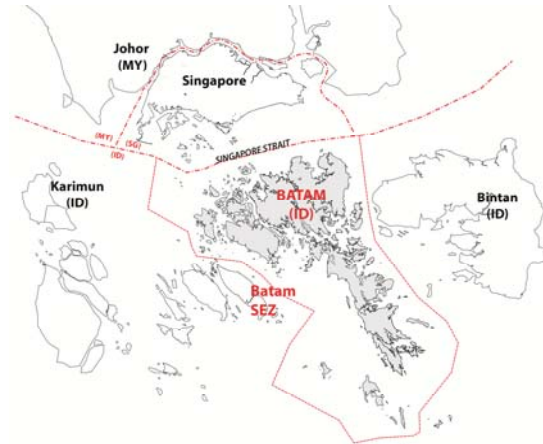 Johor
(MY)
Singapore
(MY)
(SG)
(ID)
SINGAPORE STRAIT
Karimun
(ID)
BATAM
(ID)
Bintan
(ID)
Batam
SEZ